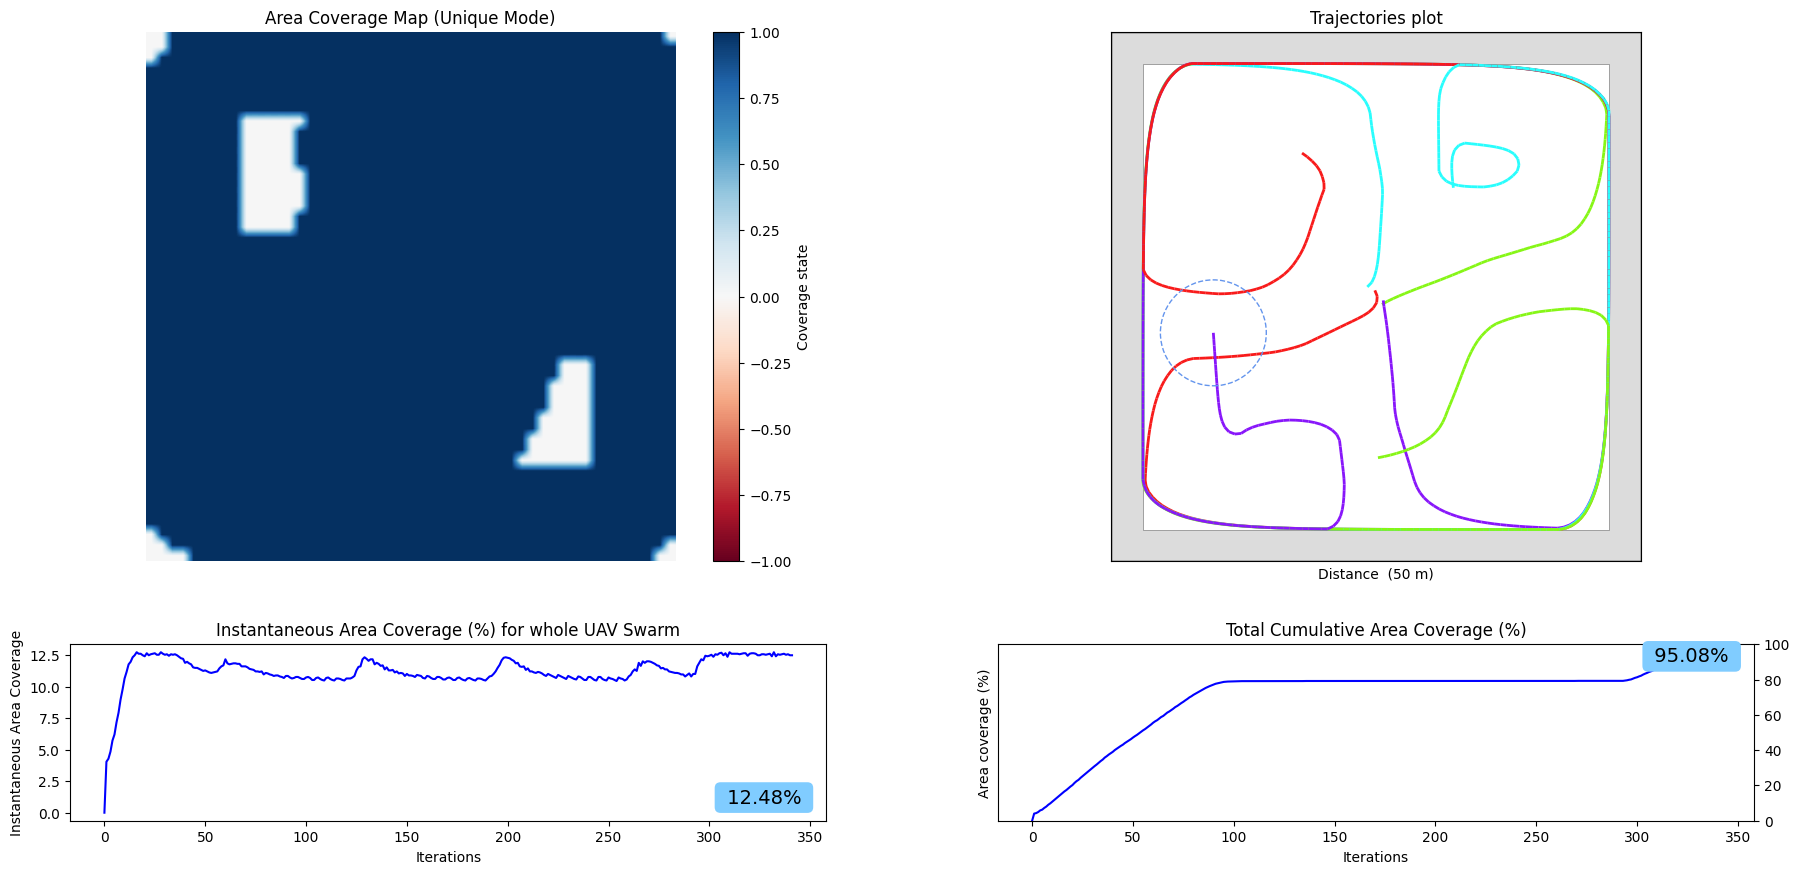 Area Coverage Map (Unique Mode)
1.00
0.75
0.50
0.25
0.00
−0.25
−0.50
−0.75
−1.00
Coverage state
Trajectories plot
Distance (50 m)
Instantaneous Area Coverage (%) for whole UAV Swarm
Instantaneous Area Coverage
12.5
10.0
7.5
5.0
2.5
0.0
12.48%
0 50 100 150 200 250 300 350
Iterations
Total Cumulative Area Coverage (%)
Area coverage (%)
95.08%
100
80
60
40
20
0
0 50 100 150 200 250 300 350
Iterations